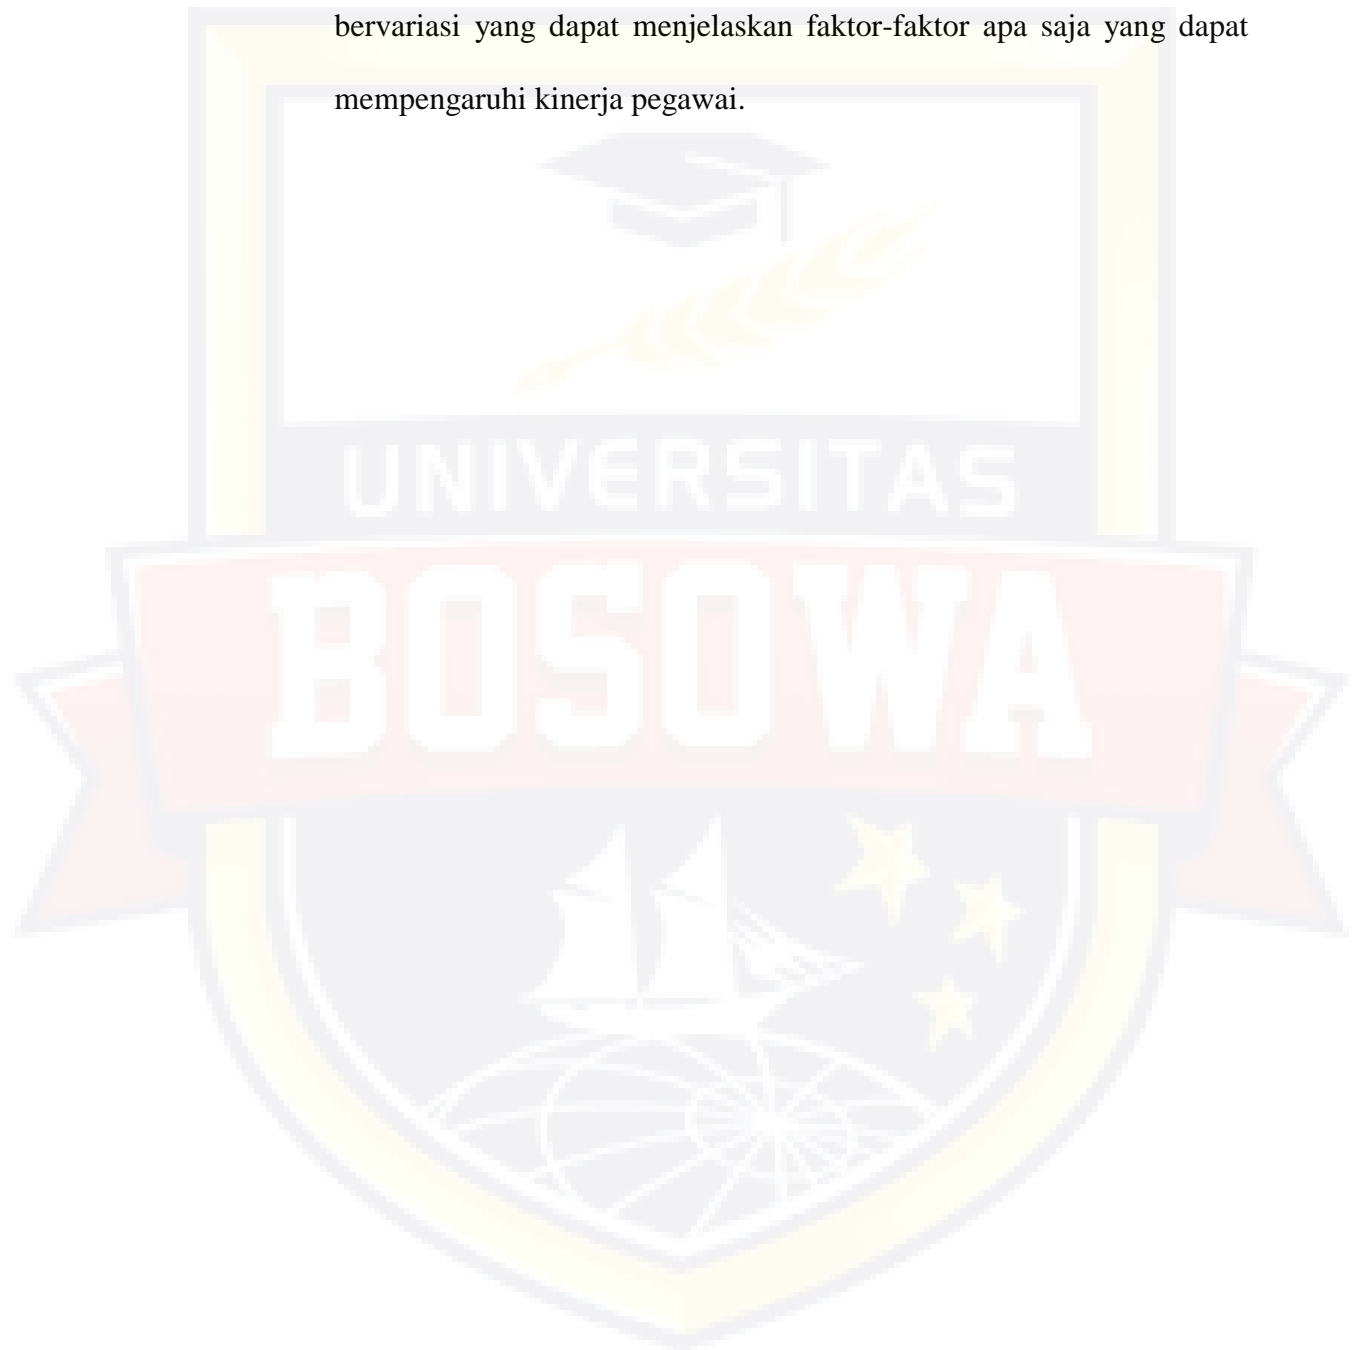 bervariasi yang dapat menjelaskan faktor-faktor apa saja yang dapat
mempengaruhi kinerja pegawai.
UNIVERSITAS
BOSOWA